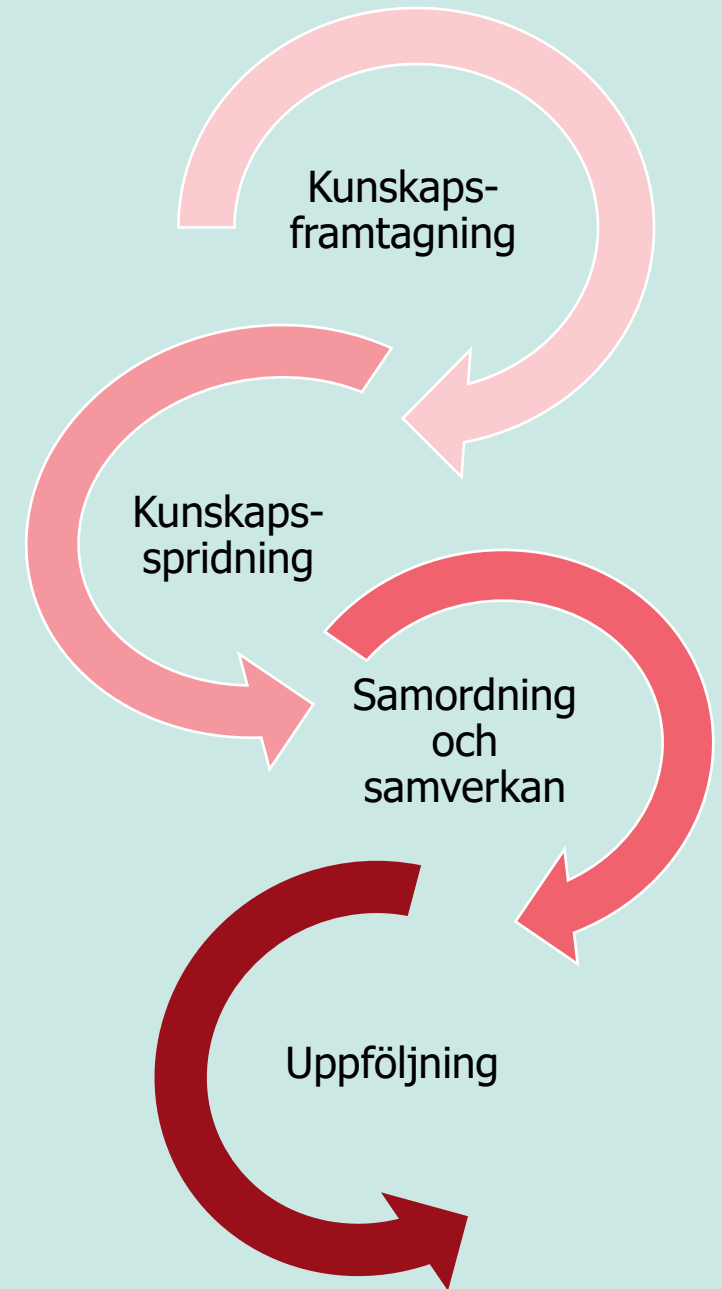 Kunskaps-
framtagning
Kunskaps-
spridning
Samordning
och
samverkan
Uppföljning